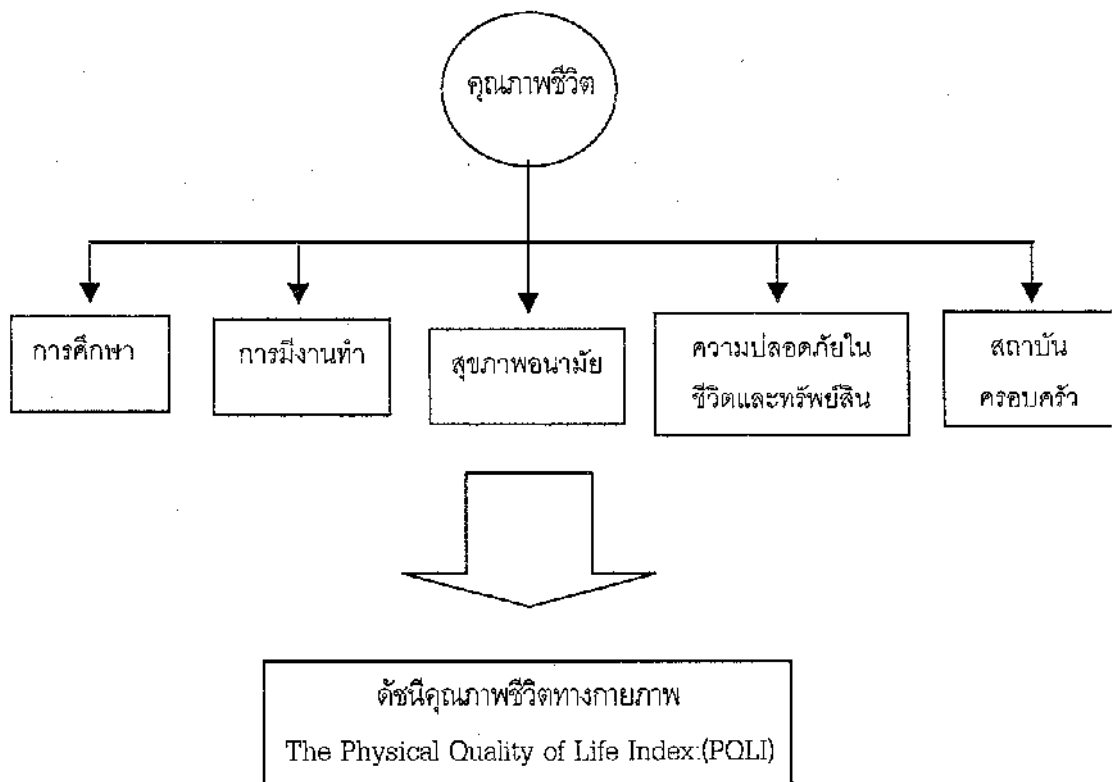 คุณภาพชีวิต
การศึกษา
การมีงานทำ
สุขภาพอนามัย
ความปลอดภัยใน
ชีวิตและทรัพย์สิน
สถาบัน
ครอบครัว
ดัชนีคุณภาพชีวิตทางกายภาพ
The Physical Quality of Life Index:(PQLI)